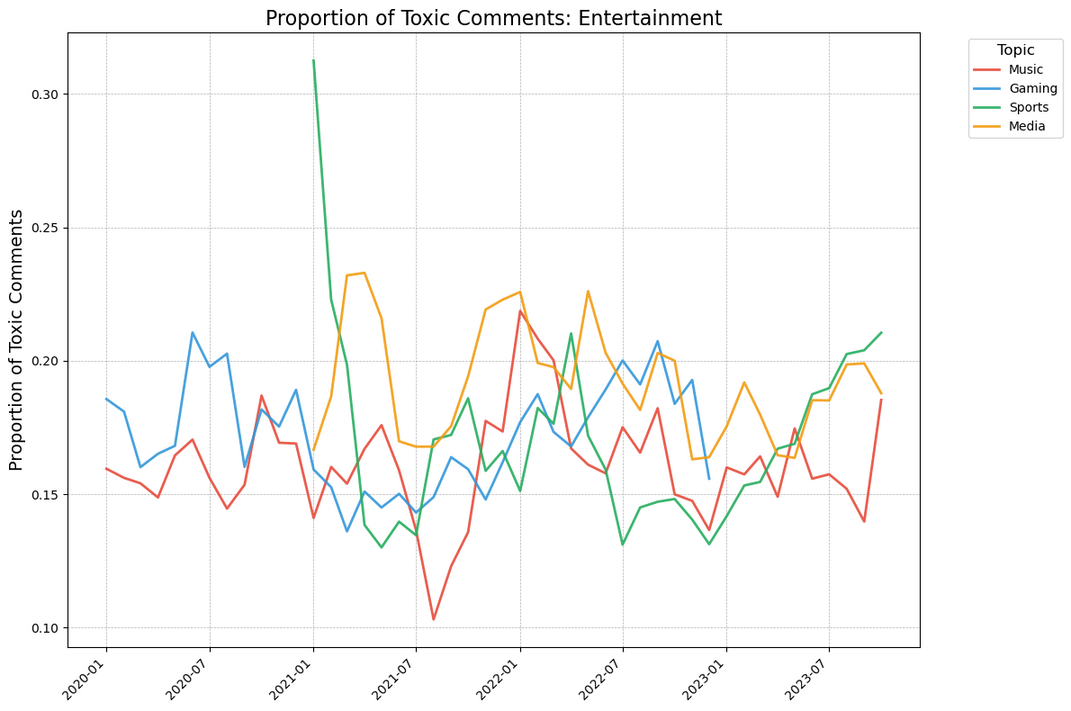 Proportion of Toxic Comments: Entertainment
Topic
Music
Gaming
Sports
Media
Proportion of Toxic Comments
0.30
0.25
0.20
0.15
0.10
2020-01
2020-07
2021-01
2021-07
2022-01
2022-07
2023-01
2023-07